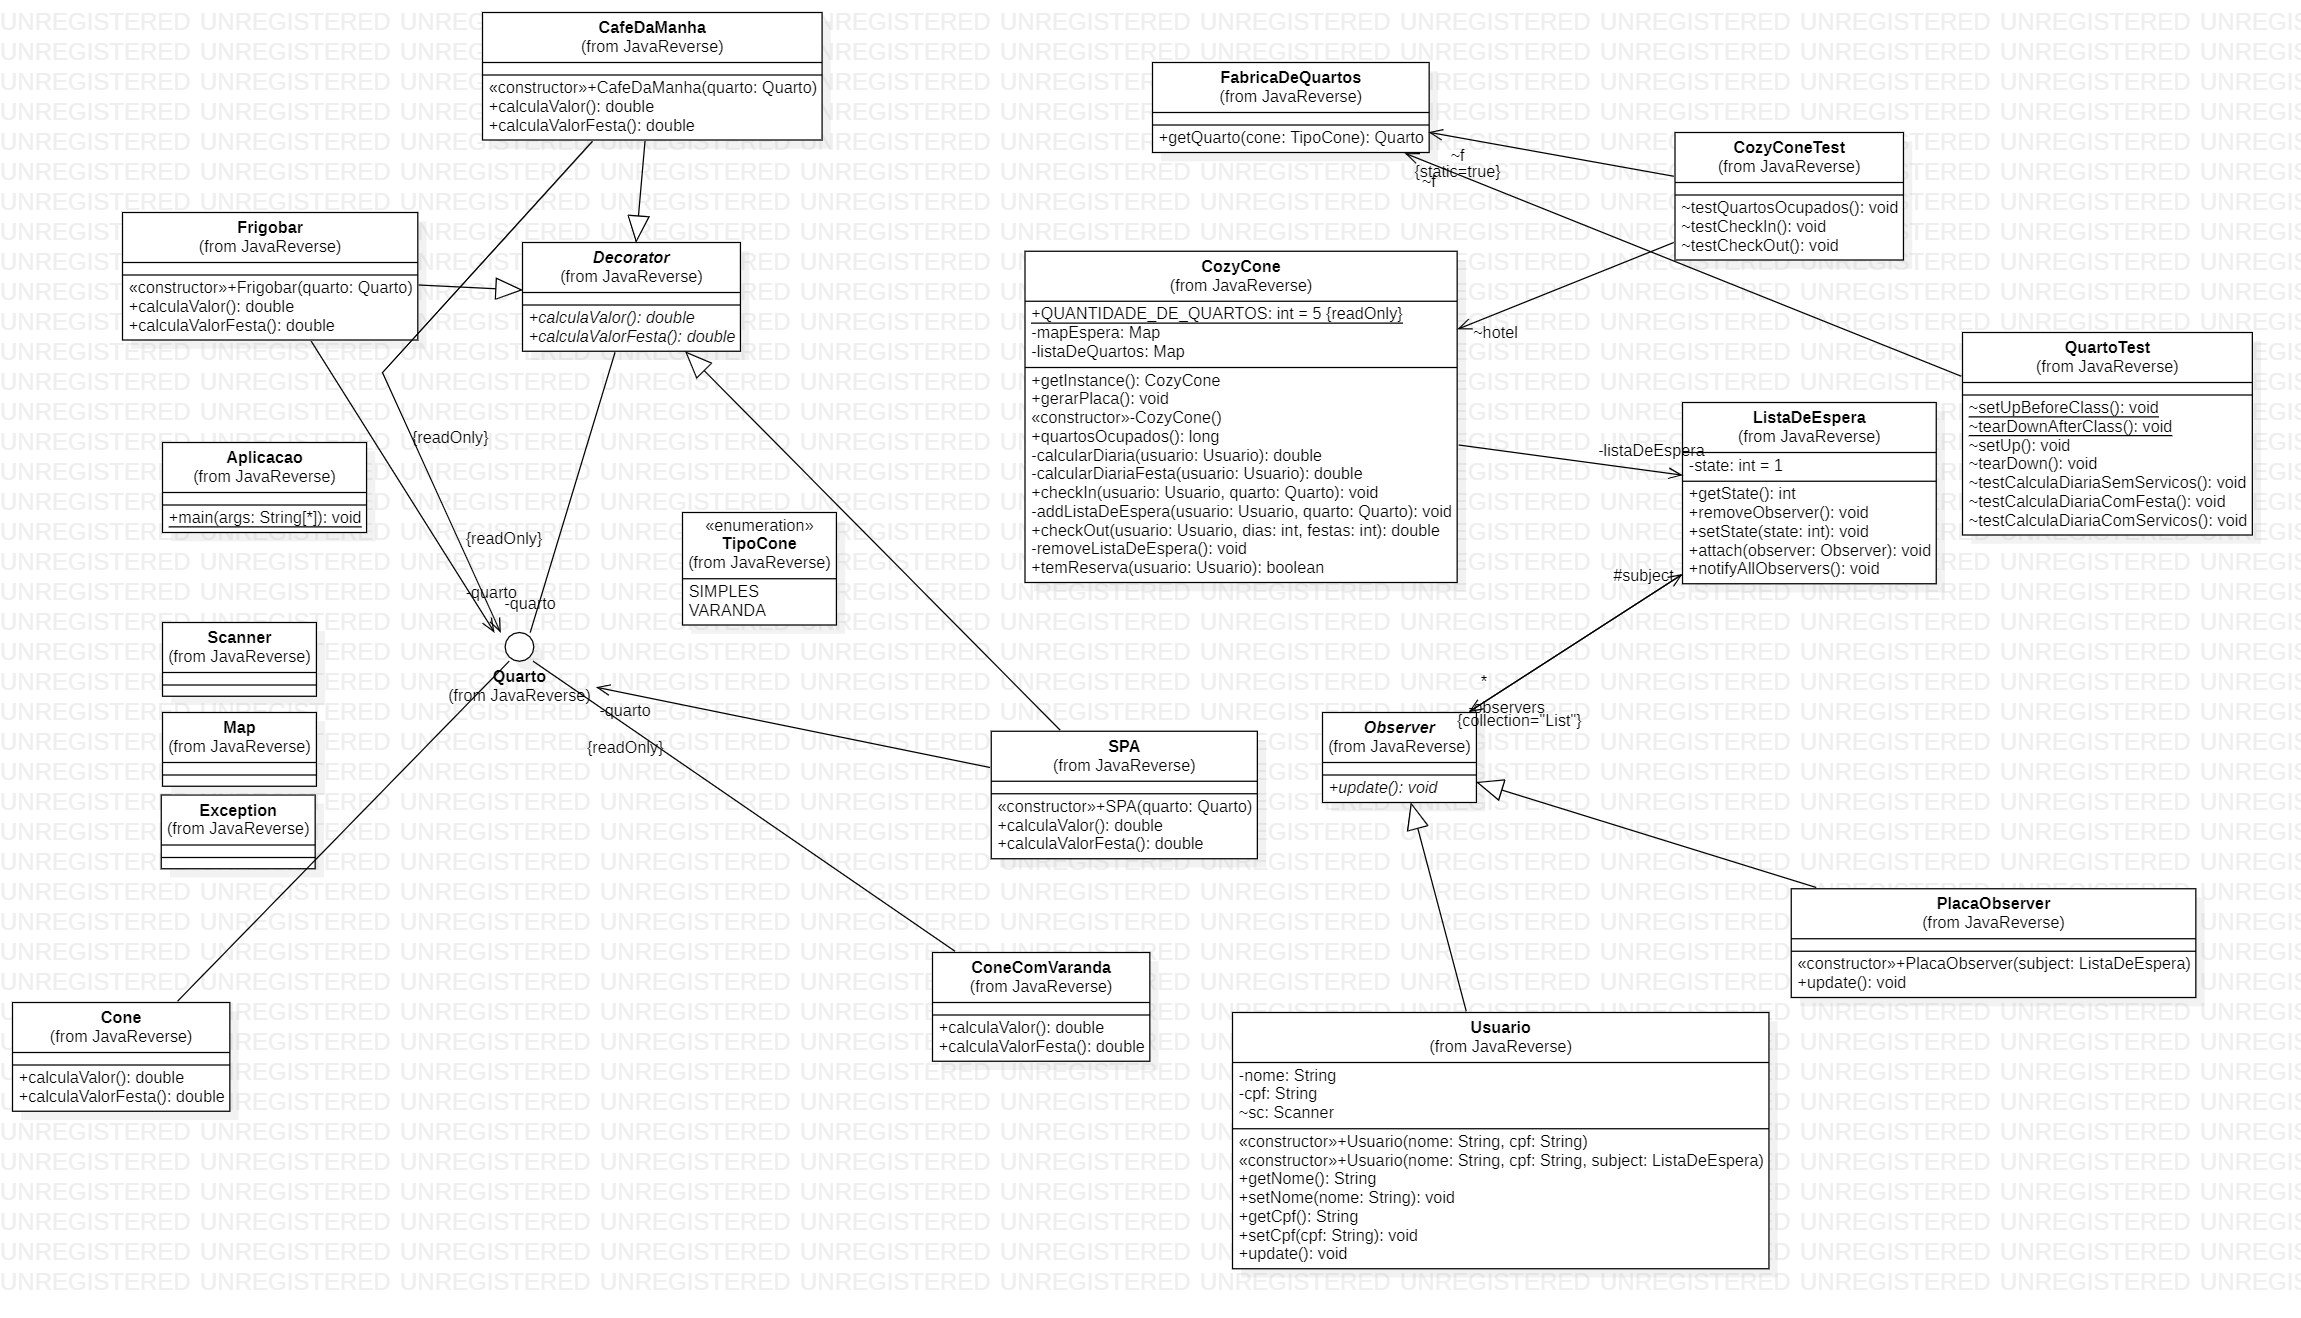 CafeDaManha
(from JavaReverse)
«constructor»+CafeDaManha(quarto: Quarto)
+calculaValor(): double
+calculaValorFesta(): double
FabricaDeQuartos
(from JavaReverse)
+getQuarto(cone: TipoCone): Quarto
~f
{static=true}
~f
CozyConeTest
(from JavaReverse)
~testQuartosOcupados(): void
~testCheckIn(): void
~testCheckOut(): void
Frigobar
(from JavaReverse)
«constructor»+Frigobar(quarto: Quarto)
+calculaValor(): double
+calculaValorFesta(): double
Decorator
(from JavaReverse)
+calculaValor(): double
+calculaValorFesta(): double
CozyCone
(from JavaReverse)
+QUANTIDADE_DE_QUARTOS: int = 5 {readOnly}
-mapEspera: Map
-listaDeQuartos: Map
+getInstance(): CozyCone
+gerarPlaca(): void
«constructor»-CozyCone()
+quartosOcupados(): long
-calcularDiaria(usuario: Usuario): double
-calcularDiariaFesta(usuario: Usuario): double
+checkIn(usuario: Usuario, quarto: Quarto): void
-addListaDeEspera(usuario: Usuario, quarto: Quarto): void
+checkOut(usuario: Usuario, dias: int, festas: int): double
-removeListaDeEspera(): void
+temReserva(usuario: Usuario): boolean
~hotel
QuartoTest
(from JavaReverse)
~setUpBeforeClass(): void
~tearDownAfterClass(): void
~setUp(): void
~tearDown(): void
~testCalculaDiariaSemServicos(): void
~testCalculaDiariaComFesta(): void
~testCalculaDiariaComServicos(): void
-listaDeEspera
ListaDeEspera
(from JavaReverse)
-state: int = 1
+getState(): int
+removeObserver(): void
+setState(state: int): void
+attach(observer: Observer): void
+notifyAllObservers(): void
#subject
{readOnly}
Aplicacao
(from JavaReverse)
+main(args: String[*]): void
{readOnly}
«enumeration»
TipoCone
(from JavaReverse)
SIMPLES
VARANDA
-quarto
-quarto
Scanner
(from JavaReverse)
Quarto
(from JavaReverse)
-quarto
{readOnly}
Map
(from JavaReverse)
Exception
(from JavaReverse)
SPA
(from JavaReverse)
«constructor»+SPA(quarto: Quarto)
+calculaValor(): double
+calculaValorFesta(): double
*
-observers
{collection="List"}
Observer
(from JavaReverse)
+update(): void
PlacaObserver
(from JavaReverse)
«constructor»+PlacaObserver(subject: ListaDeEspera)
+update(): void
ConeComVaranda
(from JavaReverse)
+calculaValor(): double
+calculaValorFesta(): double
Cone
(from JavaReverse)
+calculaValor(): double
+calculaValorFesta(): double
Usuario
(from JavaReverse)
-nome: String
-cpf: String
~sc: Scanner
«constructor»+Usuario(nome: String, cpf: String)
«constructor»+Usuario(nome: String, cpf: String, subject: ListaDeEspera)
+getNome(): String
+setNome(nome: String): void
+getCpf(): String
+setCpf(cpf: String): void
+update(): void
UNREGISTERED